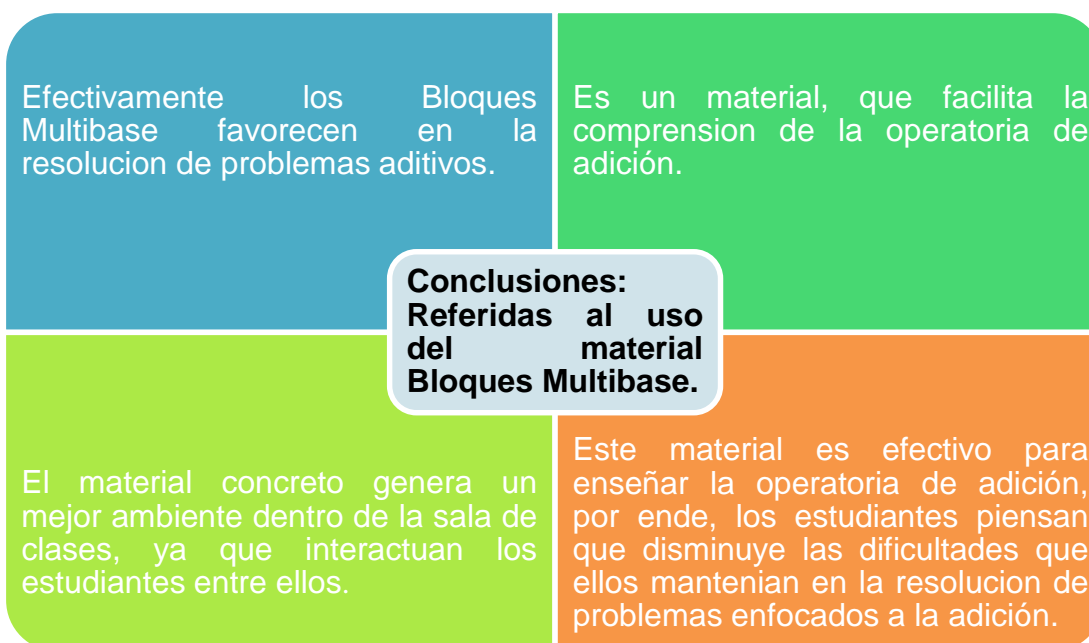 Efectivamente los Bloques
Multibase favorecen en la
resolucion de problemas aditivos.
Es un material, que facilita la
comprension de la operatoria de
adición.
Conclusiones:
Referidas al uso
del material
Bloques Multibase.
El material concreto genera un
mejor ambiente dentro de la sala de
clases, ya que interactuan los
estudiantes entre ellos.
Este material es efectivo para
enseñar la operatoria de adición,
por ende, los estudiantes piensan
que disminuye las dificultades que
ellos mantenian en la resolucion de
problemas enfocados a la adición.